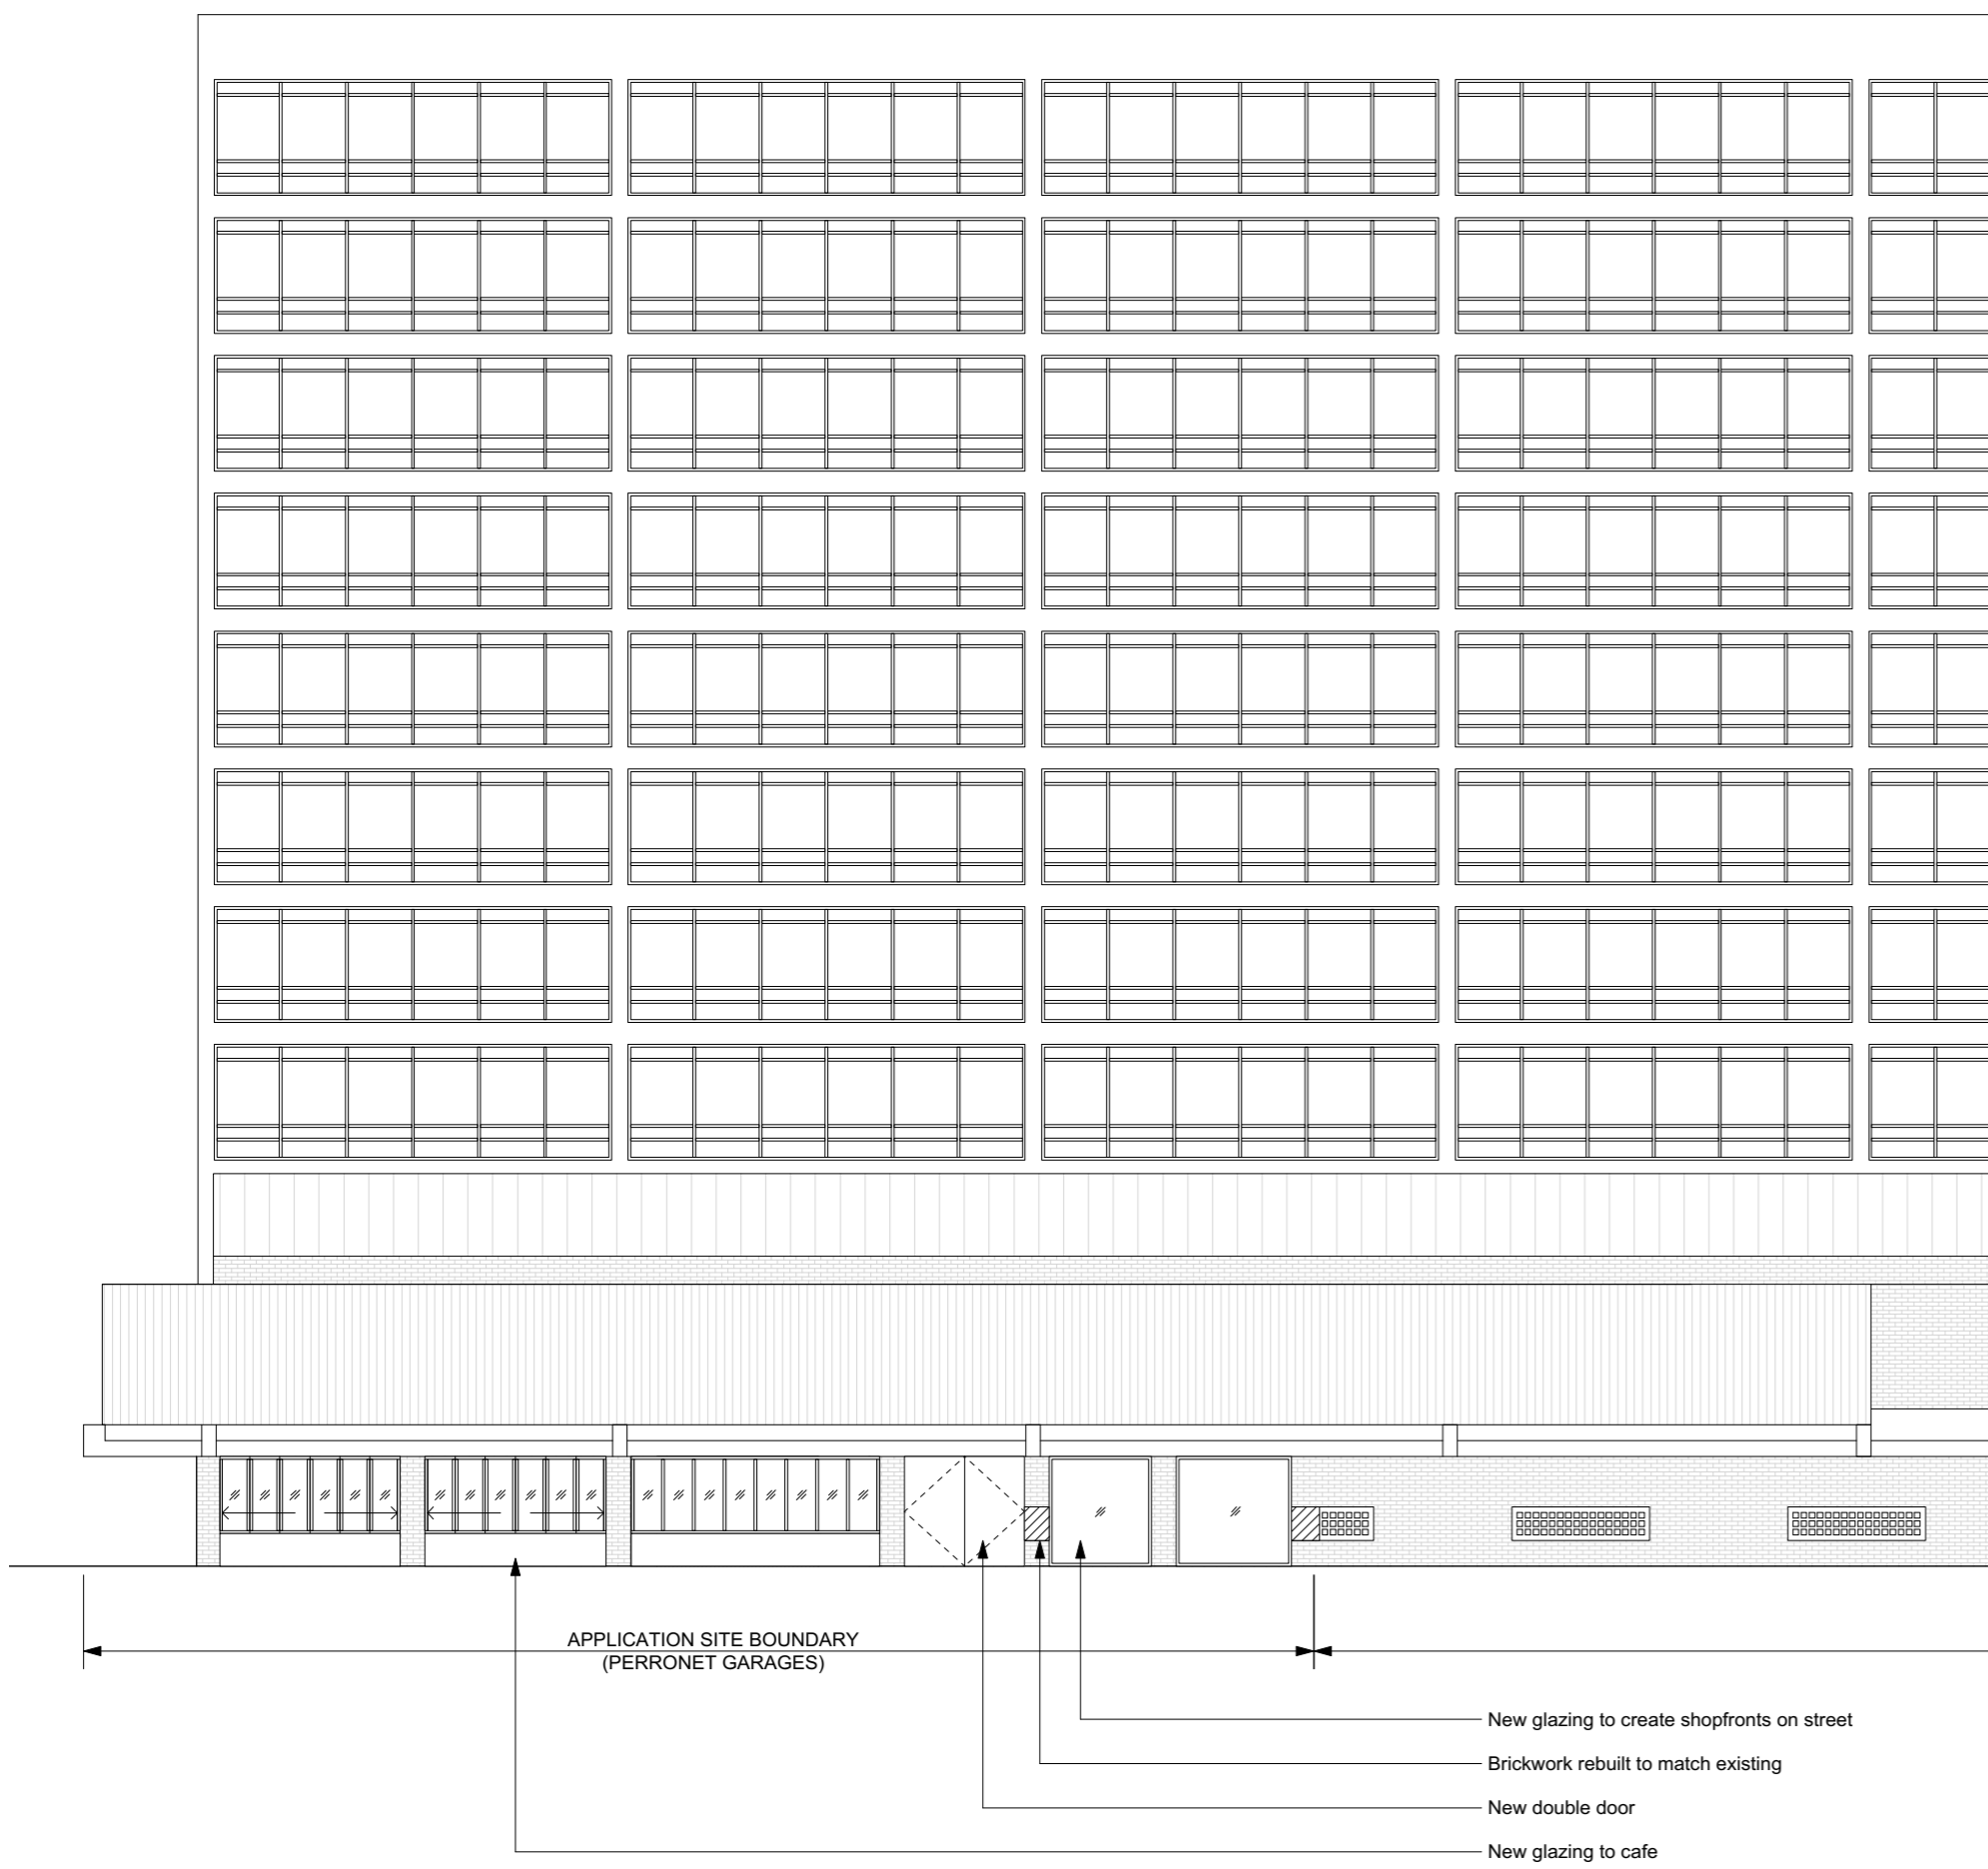 APPLICATION SITE BOUNDARY
(PERRONET GARAGES)
New glazing to create shopfronts on street
Brickwork rebuilt to match existing
New double door
New glazing to cafe